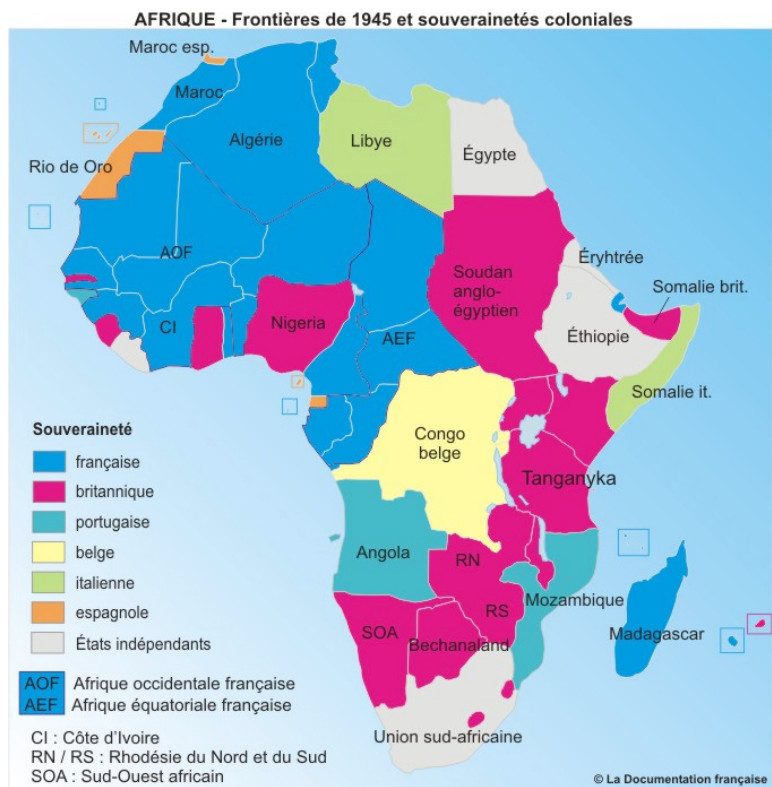 AFRIQUE - Frontières de 1945 et souverainetés coloniales
Maroc esp.
Maroc
Algérie
Libye
Égypte
Rio de Oro
AOF
Soudan
anglo-
égyptien
Éryhtrée
Somalie brit.
CI
Nigeria
AEF
Éthiopie
Somalie it.
Congo
belge
Tanganyka
Angola
RN
Mozambique
RS
SOA
Bechanaland
Madagascar
Union sud-africaine
Souveraineté
française
britannique
portugaise
belge
italienne
espagnole
États indépendants
AOF Afrique occidentale française
AEF Afrique équatoriale française
CI : Côte d'Ivoire
RN / RS : Rhodésie du Nord et du Sud
SOA : Sud-Ouest africain
© La Documentation française